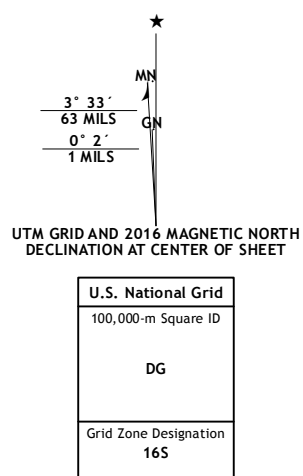 MN
3° 33´
63 MILS
GN
0° 2´
1 MILS
UTM GRID AND 2016 MAGNETIC NORTH
DECLINATION AT CENTER OF SHEET
U.S. National Grid
100,000-m Square ID
DG
Grid Zone Designation
16S